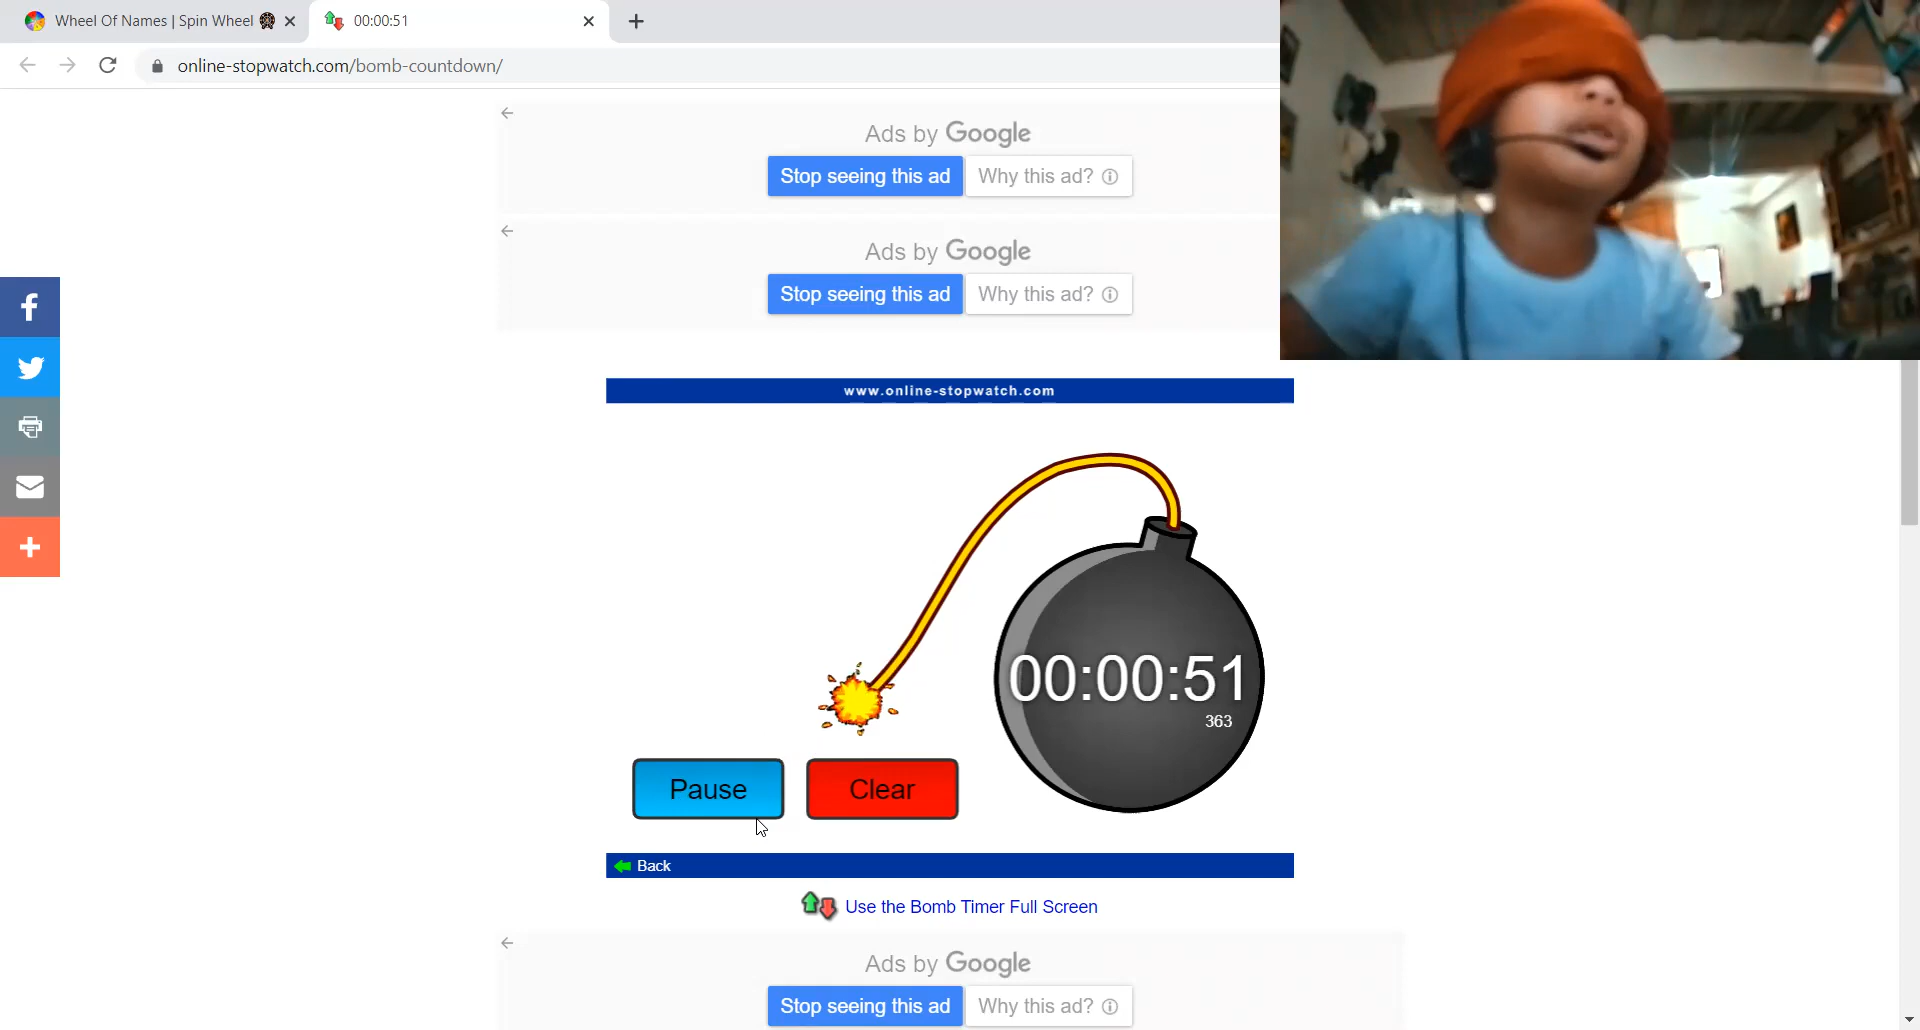 Wheel Of Names | Spin Wheel
00:00:51
online-stopwatch.com/bomb-countdown/
Ads by Google
Stop seeing this ad
Why this ad?
Ads by Google
Stop seeing this ad
Why this ad?
www.online-stopwatch.com
00:00:51
363
Pause
Clear
Back
Use the Bomb Timer Full Screen
Ads by Google
Stop seeing this ad
Why this ad?